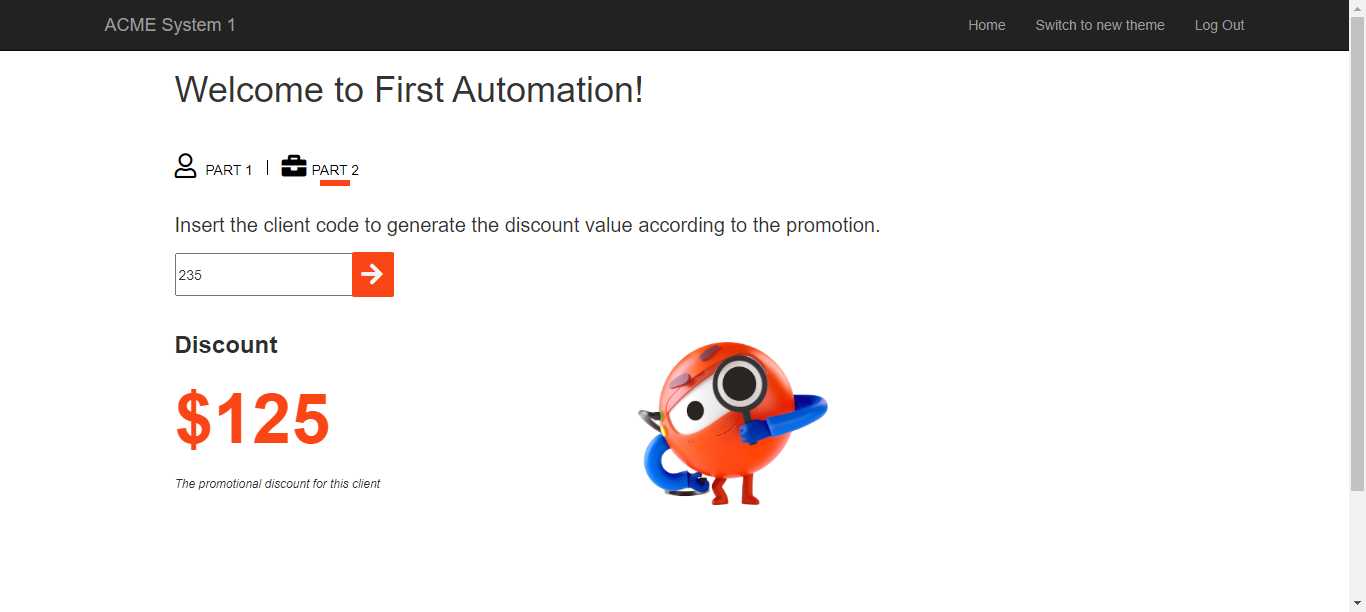 ACME System 1 Home Switch to new theme Log Out
Welcome to First Automation!
PART 1 | PART 2
Insert the client code to generate the discount value according to the promotion.
235
Discount
$125
The promotional discount for this client